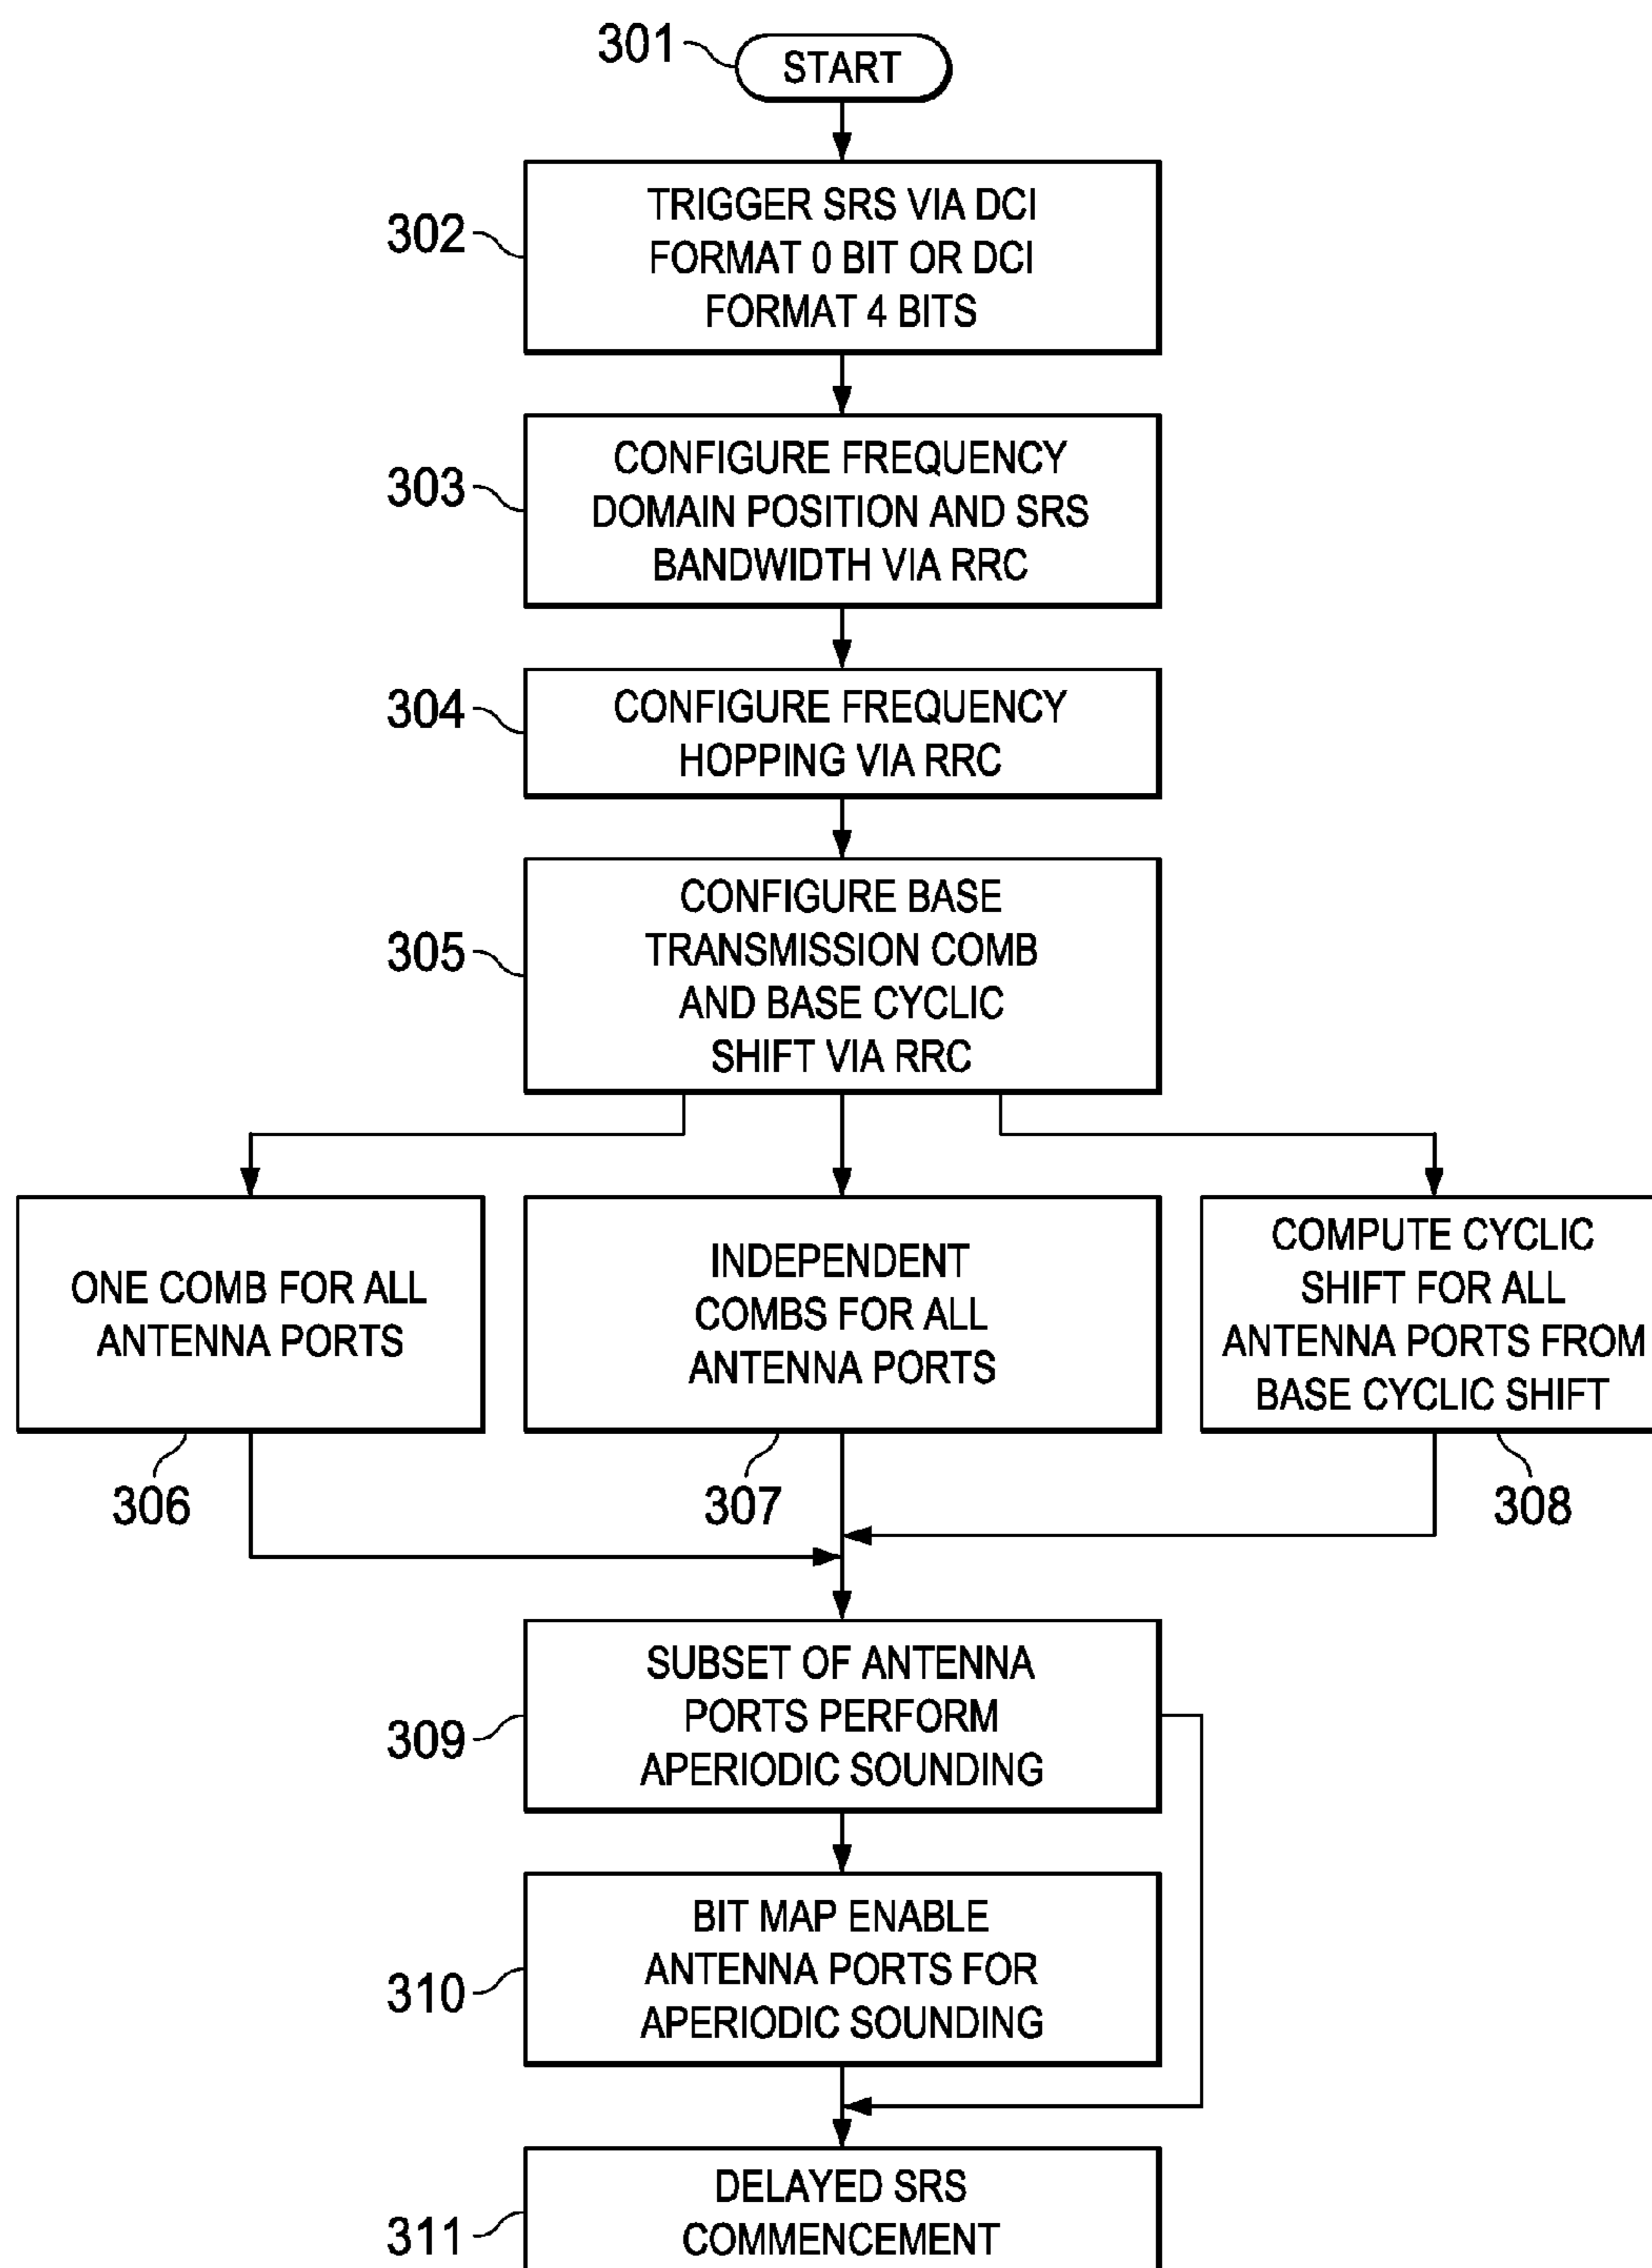 301
START
302
TRIGGER SRS VIA DCI
FORMAT 0 BIT OR DCI
FORMAT 4 BITS
303
CONFIGURE FREQUENCY
DOMAIN POSITION AND SRS
BANDWIDTH VIA RRC
304
CONFIGURE FREQUENCY
HOPPING VIA RRC
305
CONFIGURE BASE
TRANSMISSION COMB
AND BASE CYCLIC
SHIFT VIA RRC
ONE COMB FOR ALL
ANTENNA PORTS
306
INDEPENDENT
COMBS FOR ALL
ANTENNA PORTS
307
COMPUTE CYCLIC
SHIFT FOR ALL
ANTENNA PORTS FROM
BASE CYCLIC SHIFT
308
309
SUBSET OF ANTENNA
PORTS PERFORM
APERIODIC SOUNDING
310
BIT MAP ENABLE
ANTENNA PORTS FOR
APERIODIC SOUNDING
311
DELAYED SRS
COMMENCEMENT